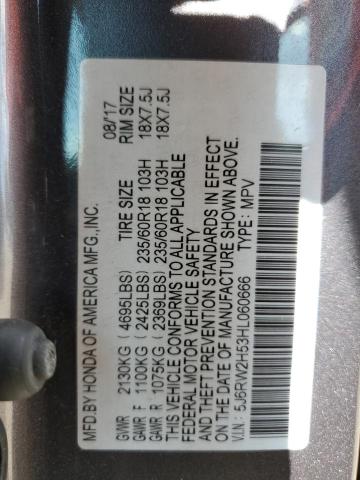 MFD.BY HONDA OF AMERICA MFG.,INC. 08/'17
TIRE SIZE RIM SIZE
GVWR 2130KG ( 4695LBS)
GAWR F 1100KG ( 2425LBS) 235/60R18 103H 18X7.5J
GAWR R 1075KG ( 2369LBS) 235/60R18 103H 18X7.5J
THIS VEHICLE CONFORMS TO ALL APPLICABLE
FEDERAL MOTOR VEHICLE SAFETY
AND THEFT PREVENTION STANDARDS IN EFFECT
ON THE DATE OF MANUFACTURE SHOWN ABOVE.
V.I.N.: 5J6RW2H53HL060666 TYPE: MPV